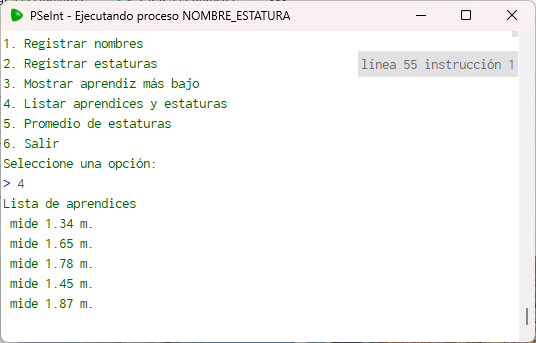 PSeInt - Ejecutando proceso NOMBRE_ESTATURA
1. Registrar nombres
2. Registrar estaturas
línea 55 instrucción 1
3. Mostrar aprendiz más bajo
4. Listar aprendices y estaturas
5. Promedio de estaturas
6. Salir
Seleccione una opción:
> 4
Lista de aprendices
mide 1.34 m.
mide 1.65 m.
mide 1.78 m.
mide 1.45 m.
mide 1.87 m.